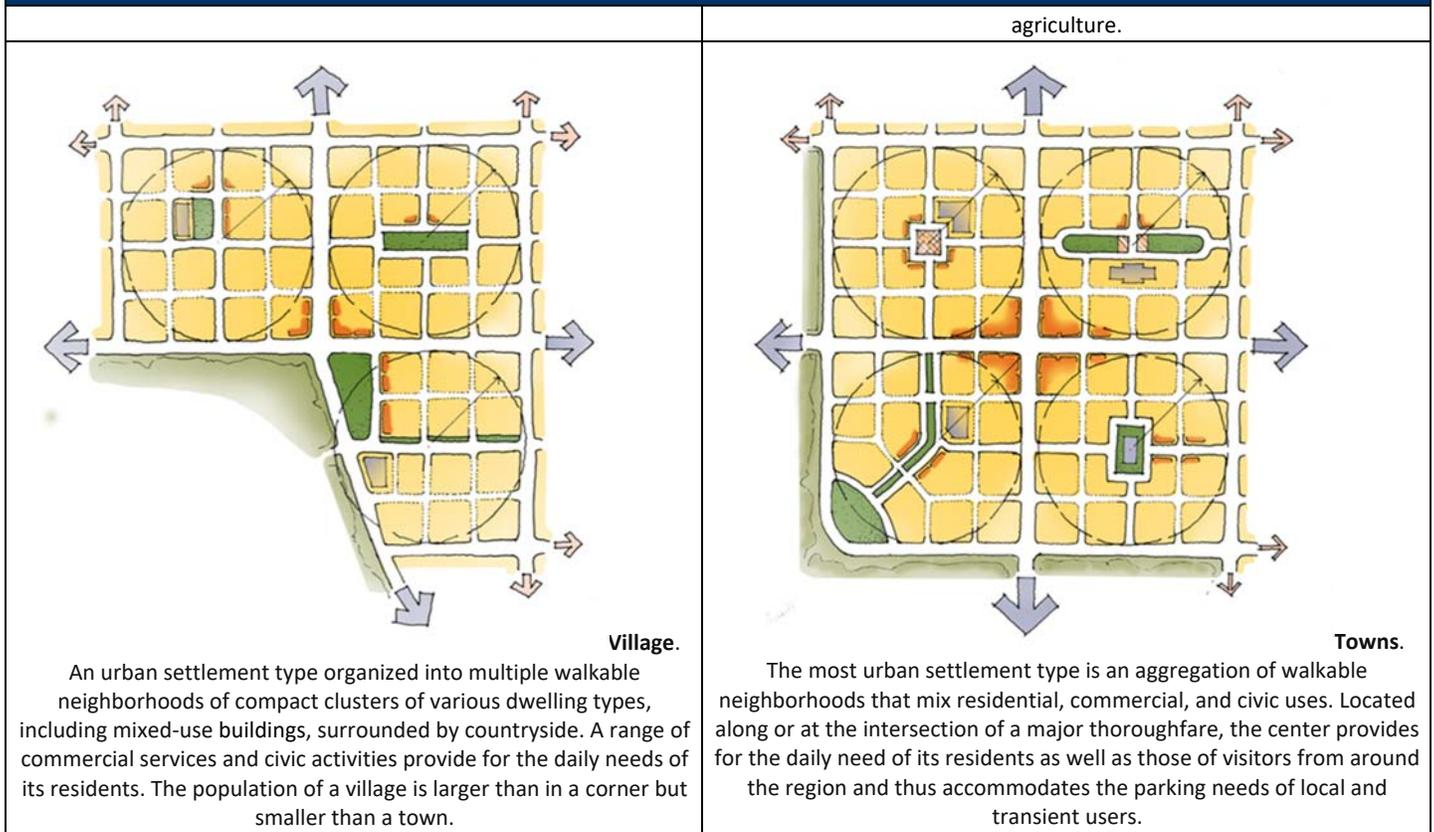 agriculture.
Village.
An urban settlement type organized into multiple walkable
neighborhoods of compact clusters of various dwelling types,
including mixed-use buildings, surrounded by countryside. A range of
commercial services and civic activities provide for the daily needs of
its residents. The population of a village is larger than in a corner but
smaller than a town.
Towns.
The most urban settlement type is an aggregation of walkable
neighborhoods that mix residential, commercial, and civic uses. Located
along or at the intersection of a major thoroughfare, the center provides
for the daily need of its residents as well as those of visitors from around
the region and thus accommodates the parking needs of local and
transient users.